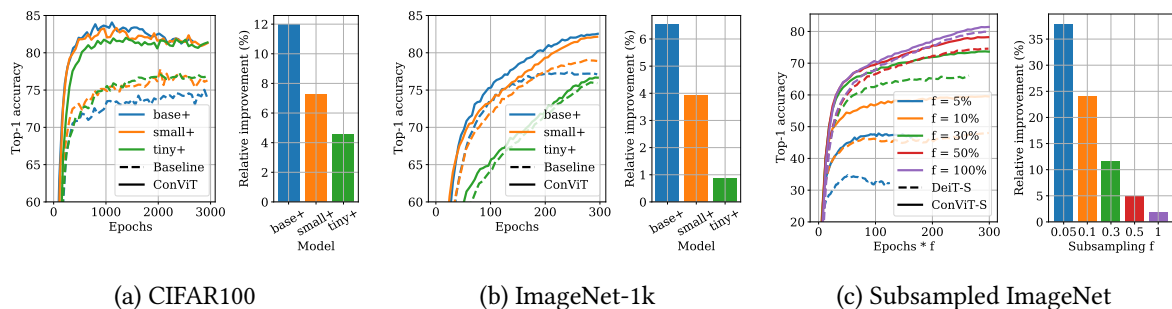 85
80
75
70
65
60
Top-1 accuracy
0
1000
2000
3000
Epochs
base+
small+
tiny+
Baseline
ConViT
12
10
8
6
4
2
0
Relative improvement (%)
base+
small+
tiny+
Model
85
80
75
70
65
60
Top-1 accuracy
0
100
200
300
Epochs
base+
small+
tiny+
Baseline
ConViT
6
5
4
3
2
1
0
Relative improvement (%)
base+
small+
tiny+
Model
80
70
60
50
40
30
20
Top-1 accuracy
0
100
200
300
Epochs * f
f = 5%
f = 10%
f = 30%
f = 50%
f = 100%
DeiT-S
ConViT-S
35
30
25
20
15
10
5
0
Relative improvement (%)
0.05
0.1
0.3
0.5
1
Subsampling f
(a) CIFAR100
(b) ImageNet-1k
(c) Subsampled ImageNet